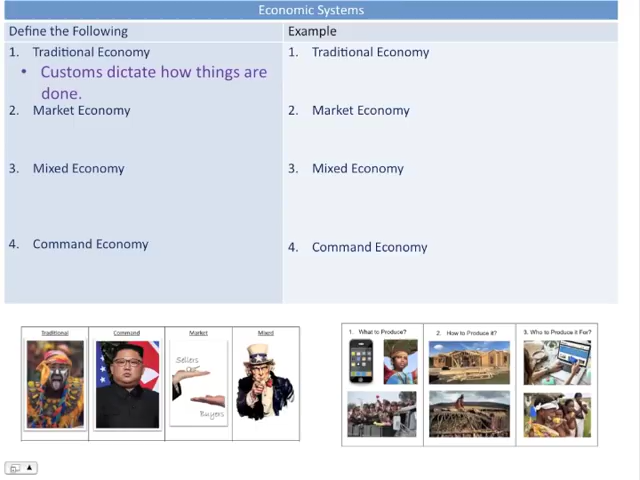 Economic Systems
Define the Following
Example
1. Traditional Economy
• Customs dictate how things are
done.
2. Market Economy
3. Mixed Economy
4. Command Economy
1. Traditional Economy
2. Market Economy
3. Mixed Economy
4. Command Economy
Traditional
Command
Market
Mixed
Sellers
Buyers
1. What to Produce?
2. How to Produce it?
3. Who to Produce it For?